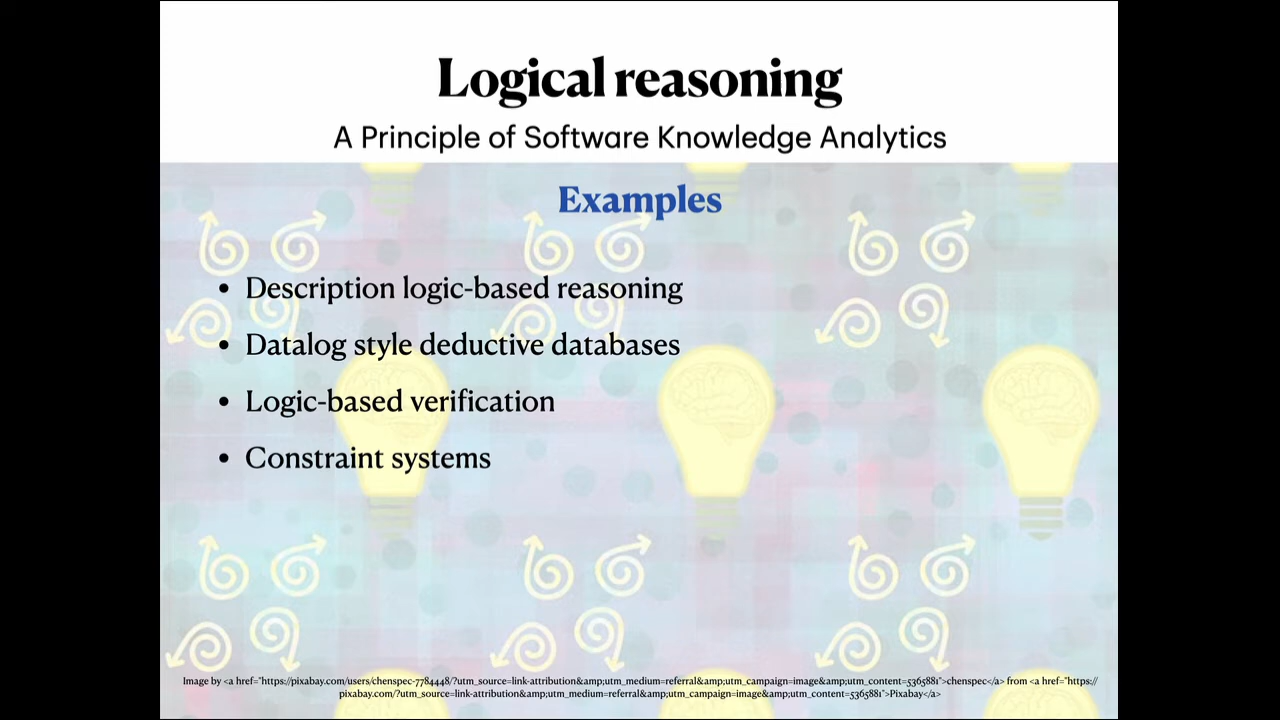 Logical reasoning
A Principle of Software Knowledge Analytics
Examples
• Description logic-based reasoning
• Datalog style deductive databases
• Logic-based verification
• Constraint systems
Image by <a href="https://pixabay.com/users/chenspec-7784448/?utm_source=link-attribution&amp;utm_medium=referral&amp;utm_campaign=image&amp;utm_content=5365881">chenspec</a> from <a href="https://
pixabay.com/?utm_source=link-attribution&amp;utm_medium=referral&amp;utm_campaign=image&amp;utm_content=5365881">Pixabay</a>